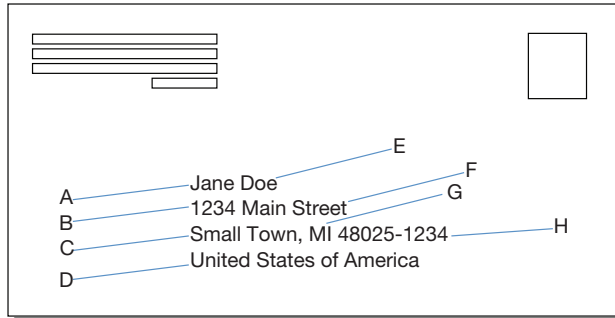 E
Jane Doe
F
A
1234 Main Street
G
B
Small Town, MI 48025-1234
H
C
United States of America
D